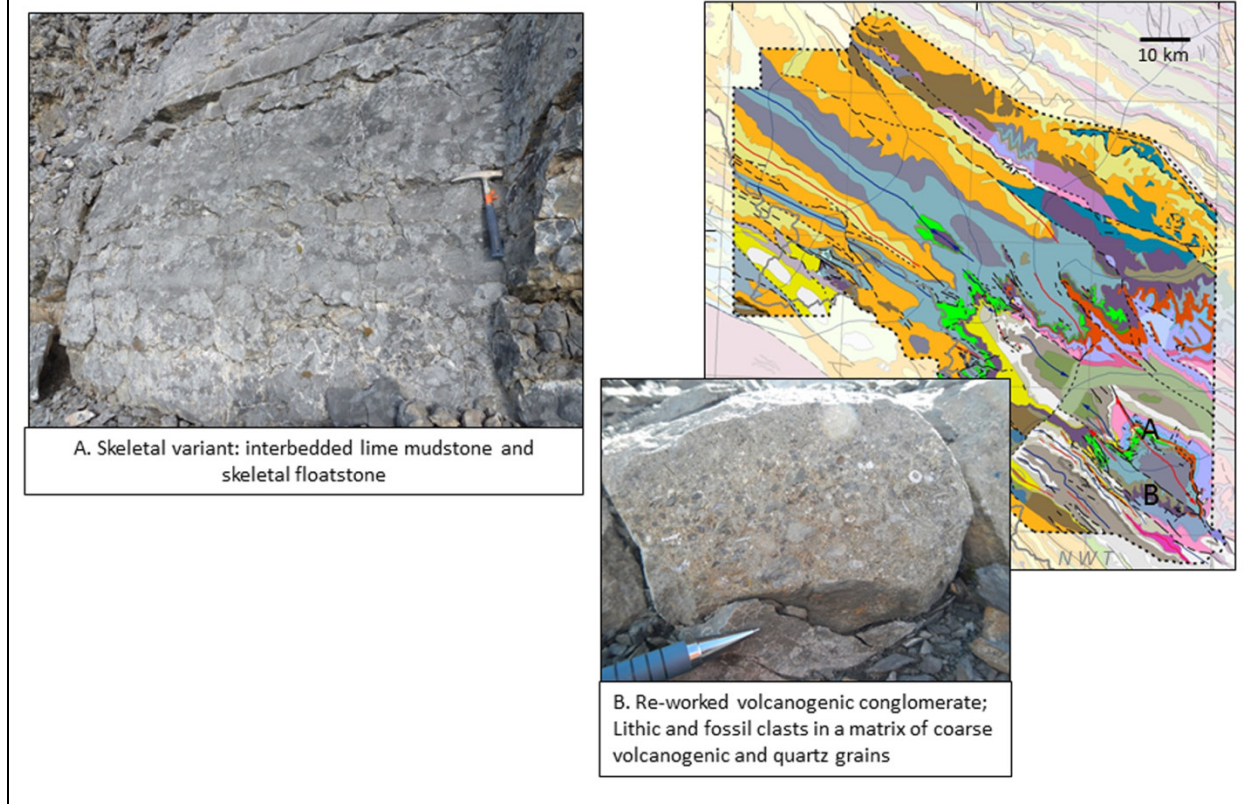 10 km
A
B
NWT
A. Skeletal variant: interbedded lime mudstone and
skeletal floatstone
B. Re-worked volcanogenic conglomerate;
Lithic and fossil clasts in a matrix of coarse
volcanogenic and quartz grains